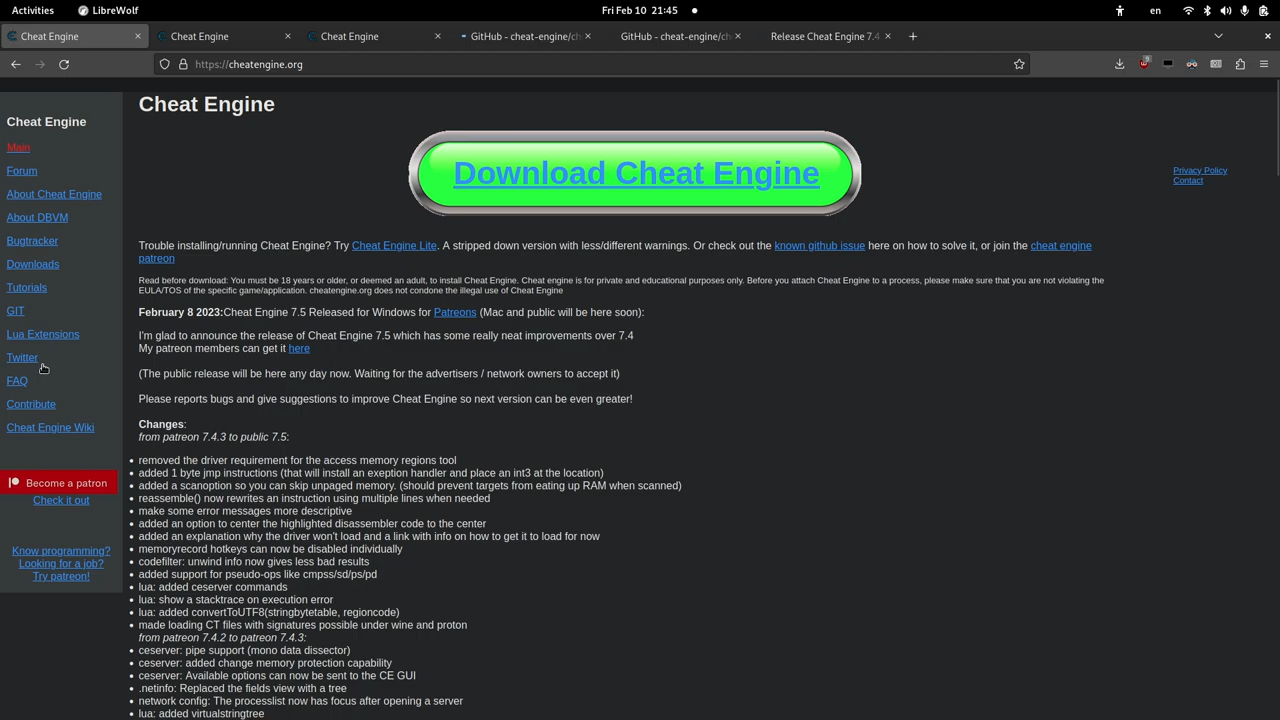 Activities
LibreWolf
Fri Feb 10 21:45
en
Cheat Engine
Cheat Engine
Cheat Engine
GitHub - cheat-engine/ch
GitHub - cheat-engine/ch
Release Cheat Engine 7.4
https://cheatengine.org
9
Cheat Engine
Main
Forum
About Cheat Engine
About DBVM
Bugtracker
Downloads
Tutorials
GIT
Lua Extensions
Twitter
FAQ
Contribute
Cheat Engine Wiki
Become a patron
Check it out
Know programming?
Looking for a job?
Try patreon!
Cheat Engine
Download Cheat Engine
Privacy Policy
Contact
Trouble installing/running Cheat Engine? Try Cheat Engine Lite. A stripped down version with less/different warnings. Or check out the known github issue here on how to solve it, or join the cheat engine
patreon
Read before download: You must be 18 years or older, or deemed an adult, to install Cheat Engine. Cheat engine is for private and educational purposes only. Before you attach Cheat Engine to a process, please make sure that you are not violating the
EULA/TOS of the specific game/application. cheatengine.org does not condone the illegal use of Cheat Engine
February 8 2023:Cheat Engine 7.5 Released for Windows for Patreons (Mac and public will be here soon):
I'm glad to announce the release of Cheat Engine 7.5 which has some really neat improvements over 7.4
My patreon members can get it here
(The public release will be here any day now. Waiting for the advertisers / network owners to accept it)
Please reports bugs and give suggestions to improve Cheat Engine so next version can be even greater!
Changes:
from patreon 7.4.3 to public 7.5:
• removed the driver requirement for the access memory regions tool
• added 1 byte jmp instructions (that will install an exeption handler and place an int3 at the location)
• added a scanoption so you can skip unpaged memory. (should prevent targets from eating up RAM when scanned)
• reassemble() now rewrites an instruction using multiple lines when needed
• make some error messages more descriptive
• added an option to center the highlighted disassembler code to the center
• added an explanation why the driver won't load and a link with info on how to get it to load for now
• memoryrecord hotkeys can now be disabled individually
• codefilter: unwind info now gives less bad results
• added support for pseudo-ops like cmpss/sd/ps/pd
• lua: added ceserver commands
• lua: show a stacktrace on execution error
• lua: added convertToUTF8(stringbytetable, regioncode)
• made loading CT files with signatures possible under wine and proton
from patreon 7.4.2 to patreon 7.4.3:
• ceserver: pipe support (mono data dissector)
• ceserver: added change memory protection capability
• ceserver: Available options can now be sent to the CE GUI
• .netinfo: Replaced the fields view with a tree
• network config: The processlist now has focus after opening a server
• lua: added virtualstringtree